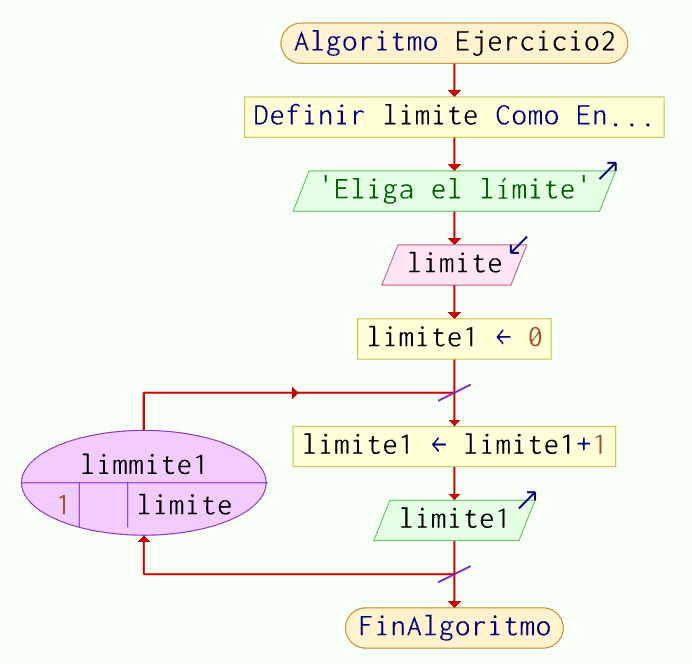 Algoritmo Ejercicio2
Definir limite Como En...
'Eliga el límite'
limite
limite1 ← 0
limite1 ← limite1+1
limmite1
1 limite
limite1
FinAlgoritmo